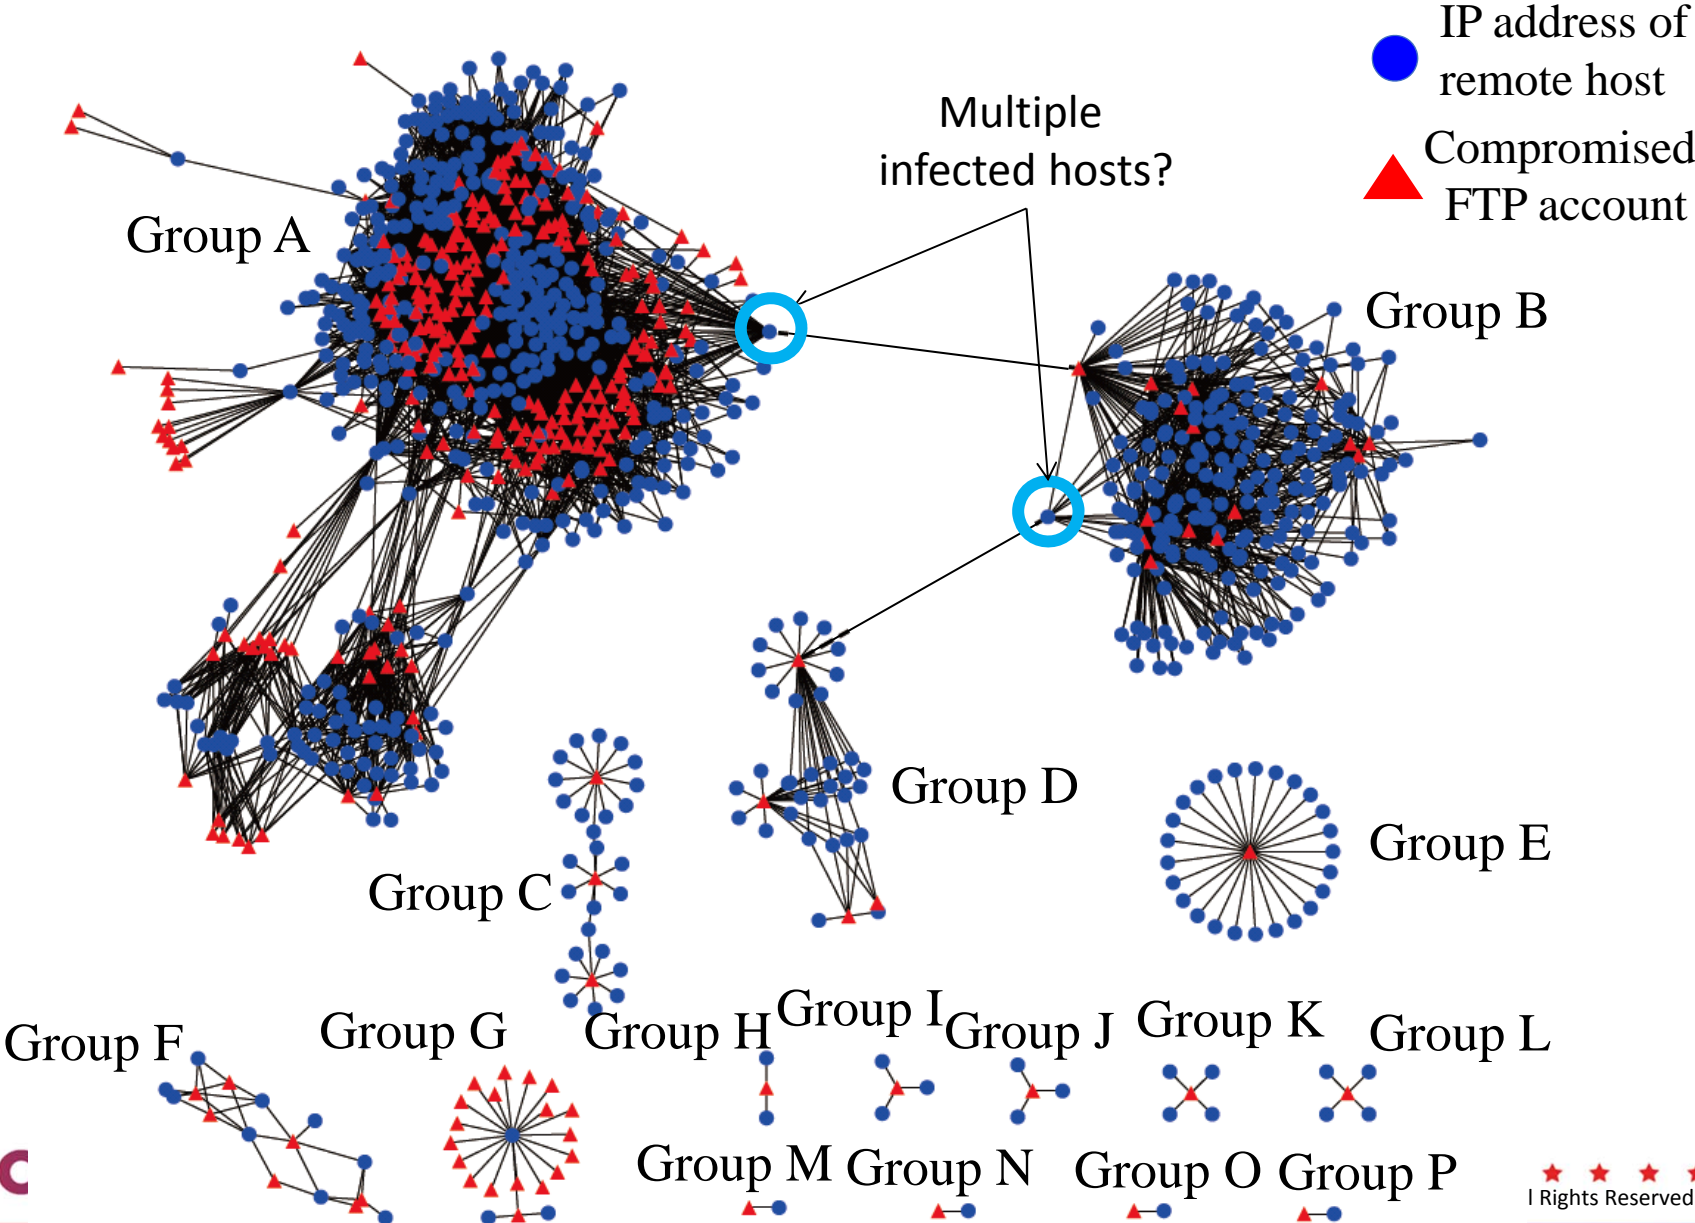 IP address of
remote host
Multiple
infected hosts?
Compromised
FTP account
Group A
Group B
Group D
Group E
Group C
Group I
Group F
Group G
Group H
Group J
Group K
Group L
Group M
Group N
Group O
Group P
l Rights Reserved